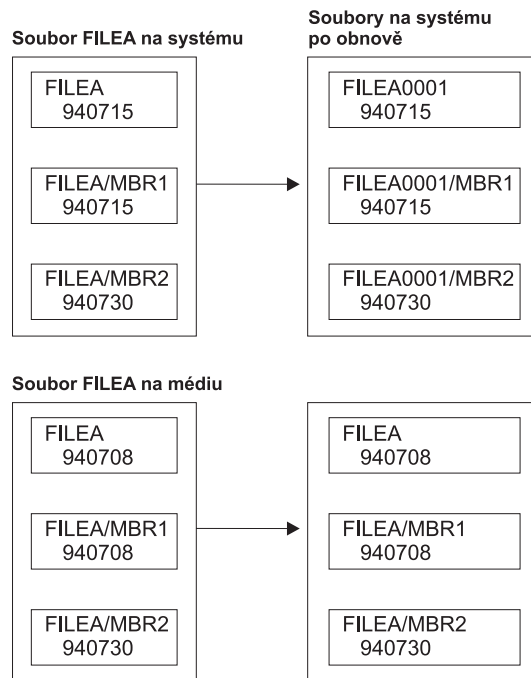 Soubor FILEA na systému
Soubory na systému
po obnově
FILEA
940715
FILEA/MBR1
940715
FILEA/MBR2
940730
FILEA0001
940715
FILEA0001/MBR1
940715
FILEA0001/MBR2
940730
Soubor FILEA na médiu
FILEA
940708
FILEA/MBR1
940708
FILEA/MBR2
940730
FILEA
940708
FILEA/MBR1
940708
FILEA/MBR2
940730